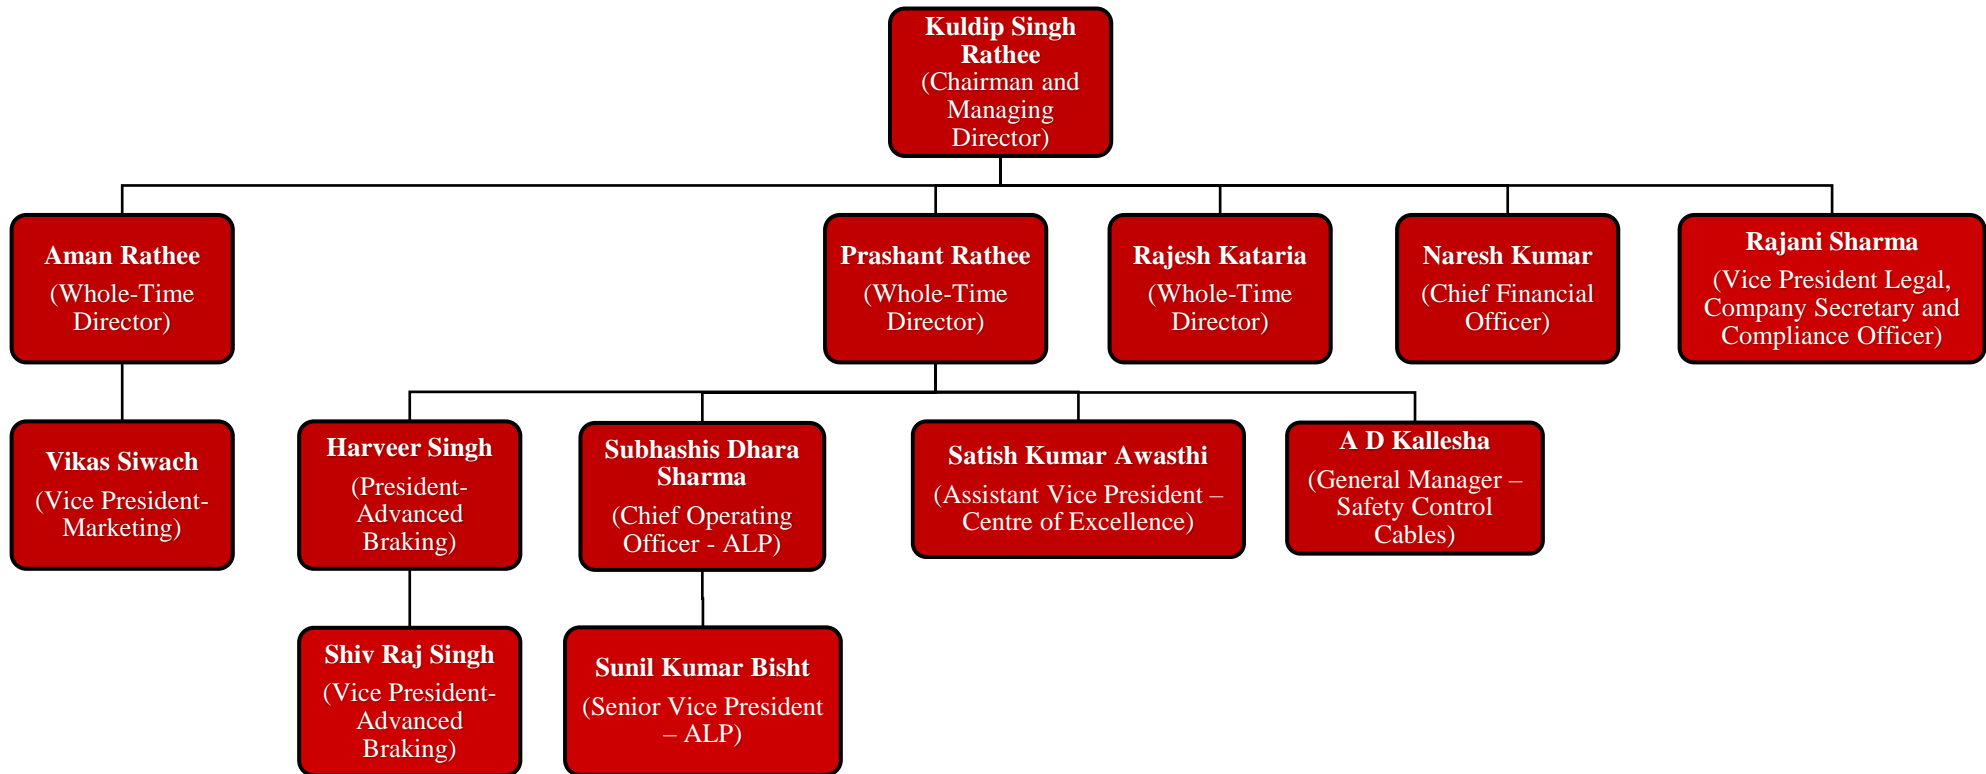 Kuldip Singh
Rathee
(Chairman and
Managing
Director)
Aman Rathee
(Whole-Time
Director)
Prashant Rathee
(Whole-Time
Director)
Rajesh Kataria
(Whole-Time
Director)
Naresh Kumar
(Chief Financial
Officer)
Rajani Sharma
(Vice President Legal,
Company Secretary and
Compliance Officer)
Vikas Siwach
(Vice President-
Marketing)
Harveer Singh
(President-
Advanced
Braking)
Subhashis Dhara
Sharma
(Chief Operating
Officer - ALP)
Satish Kumar Awasthi
(Assistant Vice President –
Centre of Excellence)
A D Kallesha
(General Manager –
Safety Control
Cables)
Shiv Raj Singh
(Vice President-
Advanced
Braking)
Sunil Kumar Bisht
(Senior Vice President
– ALP)